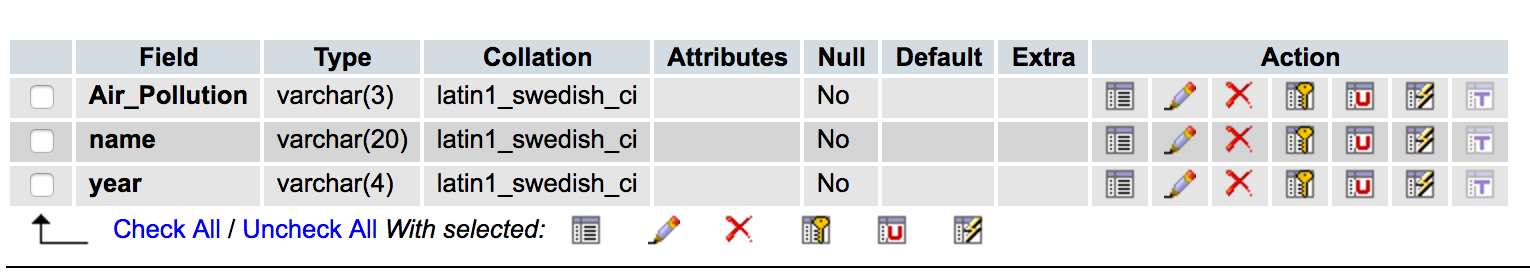 Field Type Collation Attributes Null Default Extra Action
Air_Pollution varchar(3) latin1_swedish_ci No
name varchar(20) latin1_swedish_ci No
year varchar(4) latin1_swedish_ci No
Check All / Uncheck All With selected: